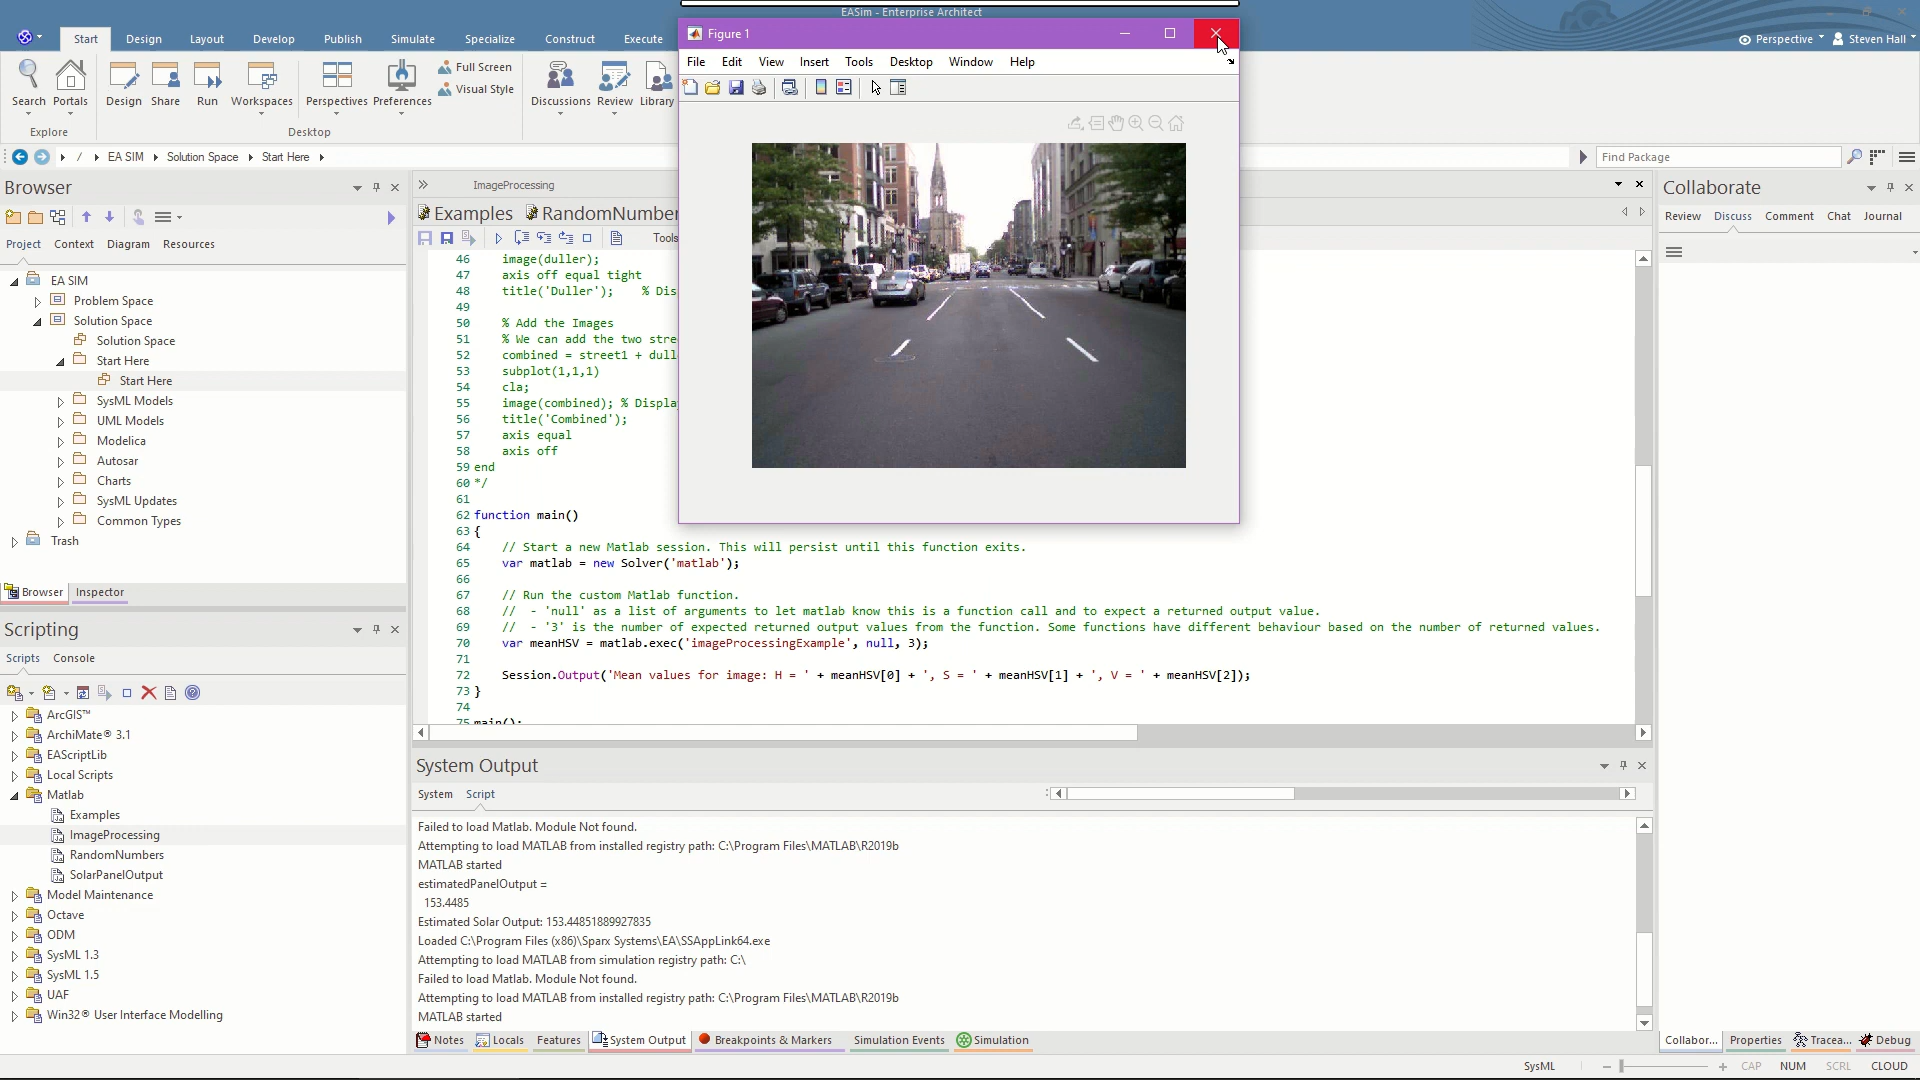 EASim - Enterprise Architect
Start Design Layout Develop Publish Simulate Specialize Construct Execute
Perspective Steven Hall
Search Portals Design Share Run Workspaces Perspectives Preferences Full Screen Visual Style Discussions Review Library
Explore Desktop
/ EA SIM Solution Space Start Here
Find Package
Figure 1
File Edit View Insert Tools Desktop Window Help
Browser
Project Context Diagram Resources
EA SIM
Problem Space
Solution Space
Solution Space
Start Here
Start Here
SysML Models
UML Models
Modelica
Autosar
Charts
SysML Updates
Common Types
Trash
Browser Inspector
Scripting
Scripts Console
ArcGIS™
ArchiMate® 3.1
EAScriptLib
Local Scripts
Matlab
Examples
ImageProcessing
RandomNumbers
SolarPanelOutput
Model Maintenance
Octave
ODM
SysML 1.3
SysML 1.5
UAF
Win32® User Interface Modelling
ImageProcessing
Examples RandomNumber
Tools
46 image(duller);
47 axis off equal tight
48 title('Duller'); % Dis
49
50 % Add the Images
51 % We can add the two stre
52 combined = street1 + dull
53 subplot(1,1,1)
54 cla;
55 image(combined); % Displa
56 title('Combined');
57 axis equal
58 axis off
59 end
60 */
61
62 function main()
63 {
64 // Start a new Matlab session. This will persist until this function exits.
65 var matlab = new Solver('matlab');
66
67 // Run the custom Matlab function.
68 // - 'null' as a list of arguments to let matlab know this is a function call and to expect a returned output value.
69 // - '3' is the number of expected returned output values from the function. Some functions have different behaviour based on the number of returned values.
70 var meanHSV = matlab.exec('imageProcessingExample', null, 3);
71
72 Session.Output('Mean values for image: H = ' + meanHSV[0] + ', S = ' + meanHSV[1] + ', V = ' + meanHSV[2]);
73 }
74
75 main();
System Output
System Script
Failed to load Matlab. Module Not found.
Attempting to load MATLAB from installed registry path: C:\Program Files\MATLAB\R2019b
MATLAB started
estimatedPanelOutput =
153.4485
Estimated Solar Output: 153.44851889927835
Loaded C:\Program Files (x86)\Sparx Systems\EA\SSAppLink64.exe
Attempting to load MATLAB from simulation registry path: C:\
Failed to load Matlab. Module Not found.
Attempting to load MATLAB from installed registry path: C:\Program Files\MATLAB\R2019b
MATLAB started
Notes Locals Features System Output Breakpoints & Markers Simulation Events Simulation
Collaborate
Review Discuss Comment Chat Journal
Collabor... Properties Tracea... Debug
SysML CAP NUM SCRL CLOUD